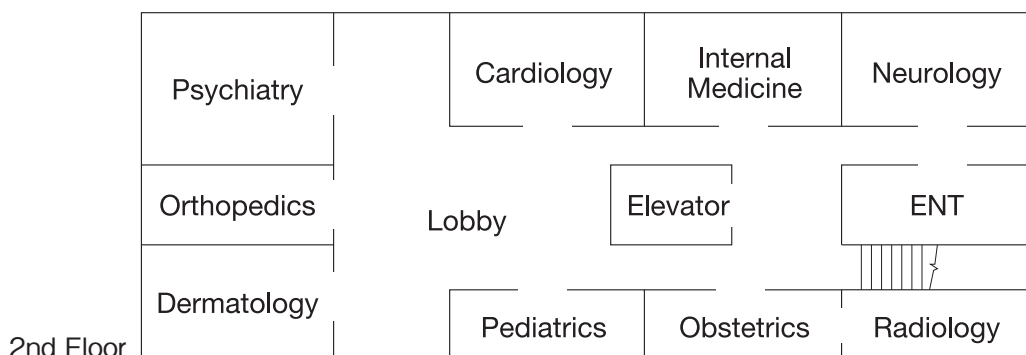 Psychiatry
Cardiology
Internal
Medicine
Neurology
Orthopedics
Lobby
Elevator
ENT
Dermatology
Pediatrics
Obstetrics
Radiology
2nd Floor